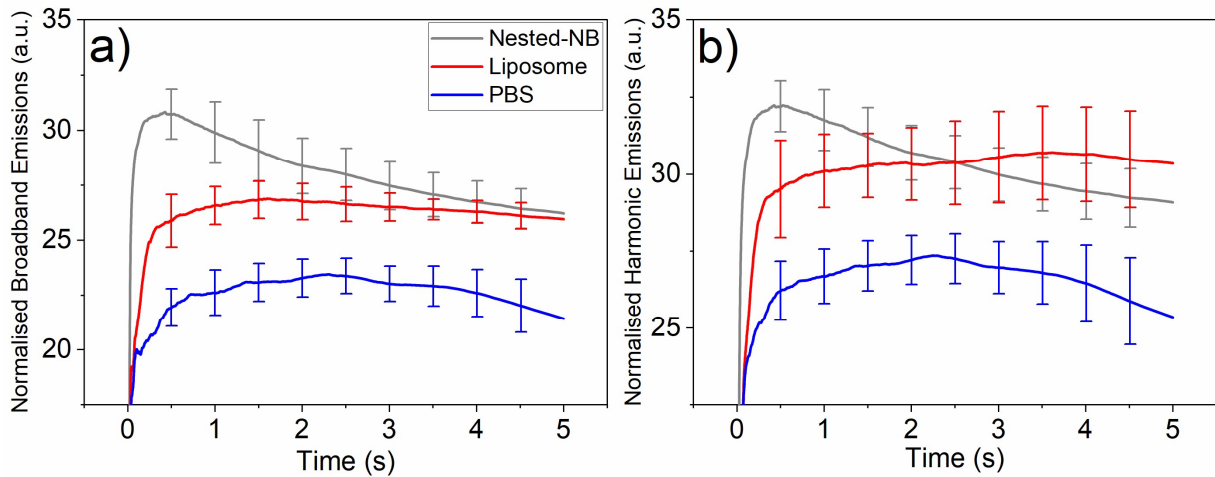 a)
Normalised Broadband Emissions (a.u.)
35
30
25
20
Nested-NB
Liposome
PBS
0 1 2 3 4 5
Time (s)
b)
Normalised Harmonic Emissions (a.u.)
35
30
25
0 1 2 3 4 5
Time (s)